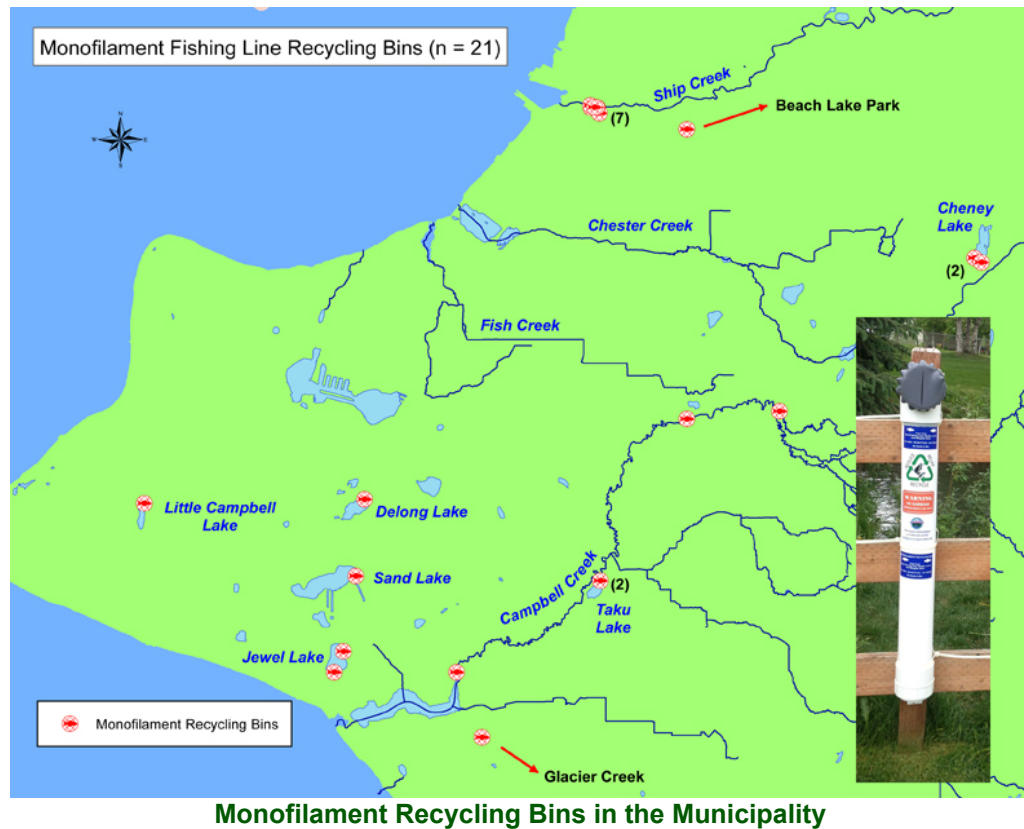 Monofilament Fishing Line Recycling Bins (n = 21)
N
W
E
S
Ship Creek
(7)
Beach Lake Park
Chester Creek
Cheney
Lake
(2)
Fish Creek
Little Campbell
Lake
Delong Lake
Sand Lake
Campbell Creek
(2)
Taku
Lake
Jewel Lake
Monofilament Recycling Bins
Glacier Creek
RECYCLE
WARNING
Monofilament Recycling Bins in the Municipality